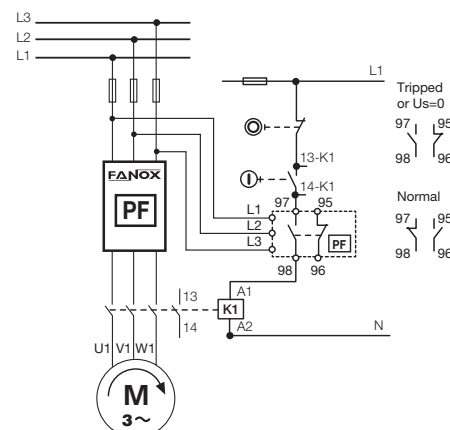 L3
L2
L1
L1
Tripped
or Us=0
97 95
98 96
13-K1
14-K1
FANOX
PF
97 95
L1
L2
L3
PF
98 96
Normal
97 95
98 96
13
14
A1
K1
A2
N
U1 V1 W1
M
3~